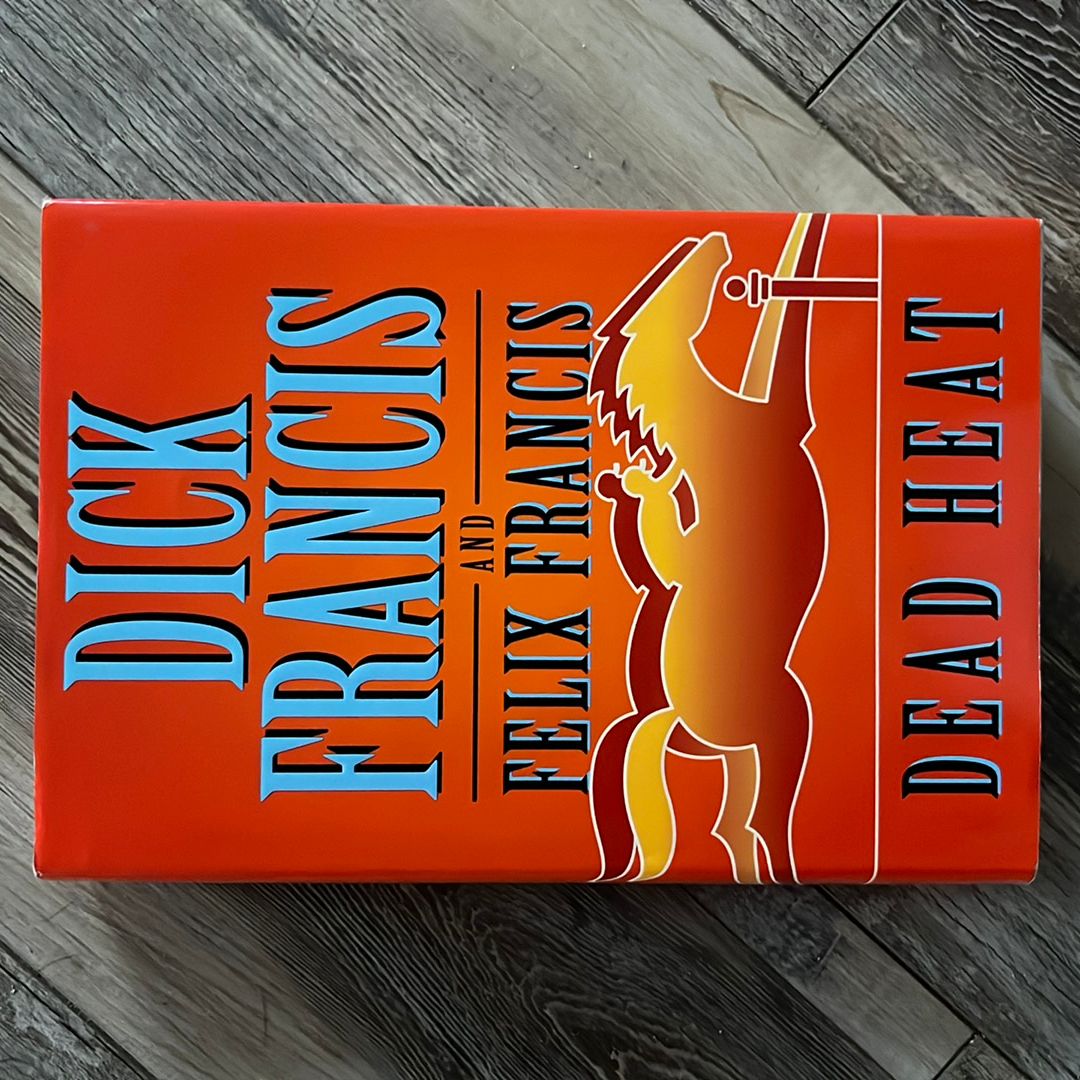 DICK
FRANCIS
AND
FELIX FRANCIS
DEAD HEAT